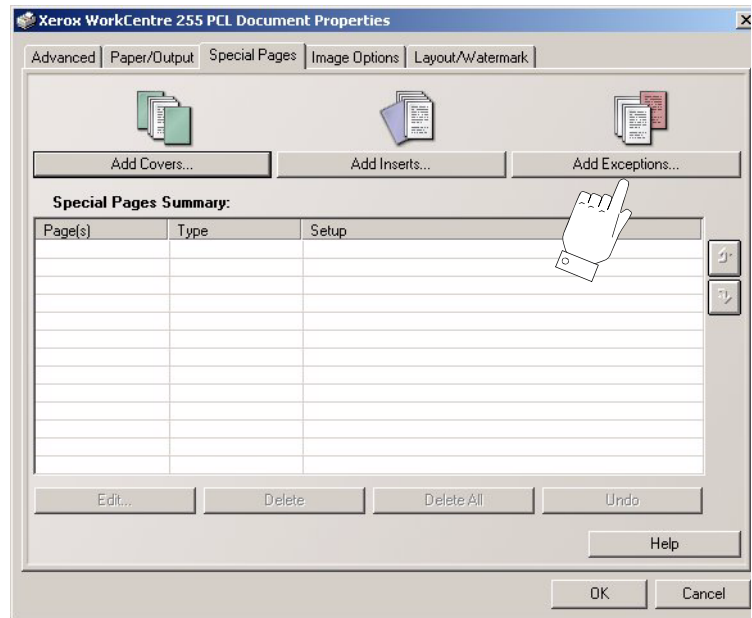 Xerox WorkCentre 255 PCL Document Properties
Advanced Paper/Output Special Pages Image Options Layout/Watermark
Add Covers... Add Inserts... Add Exceptions...
Special Pages Summary:
Page(s) Type Setup
Edit... Delete Delete All Undo
Help
OK Cancel